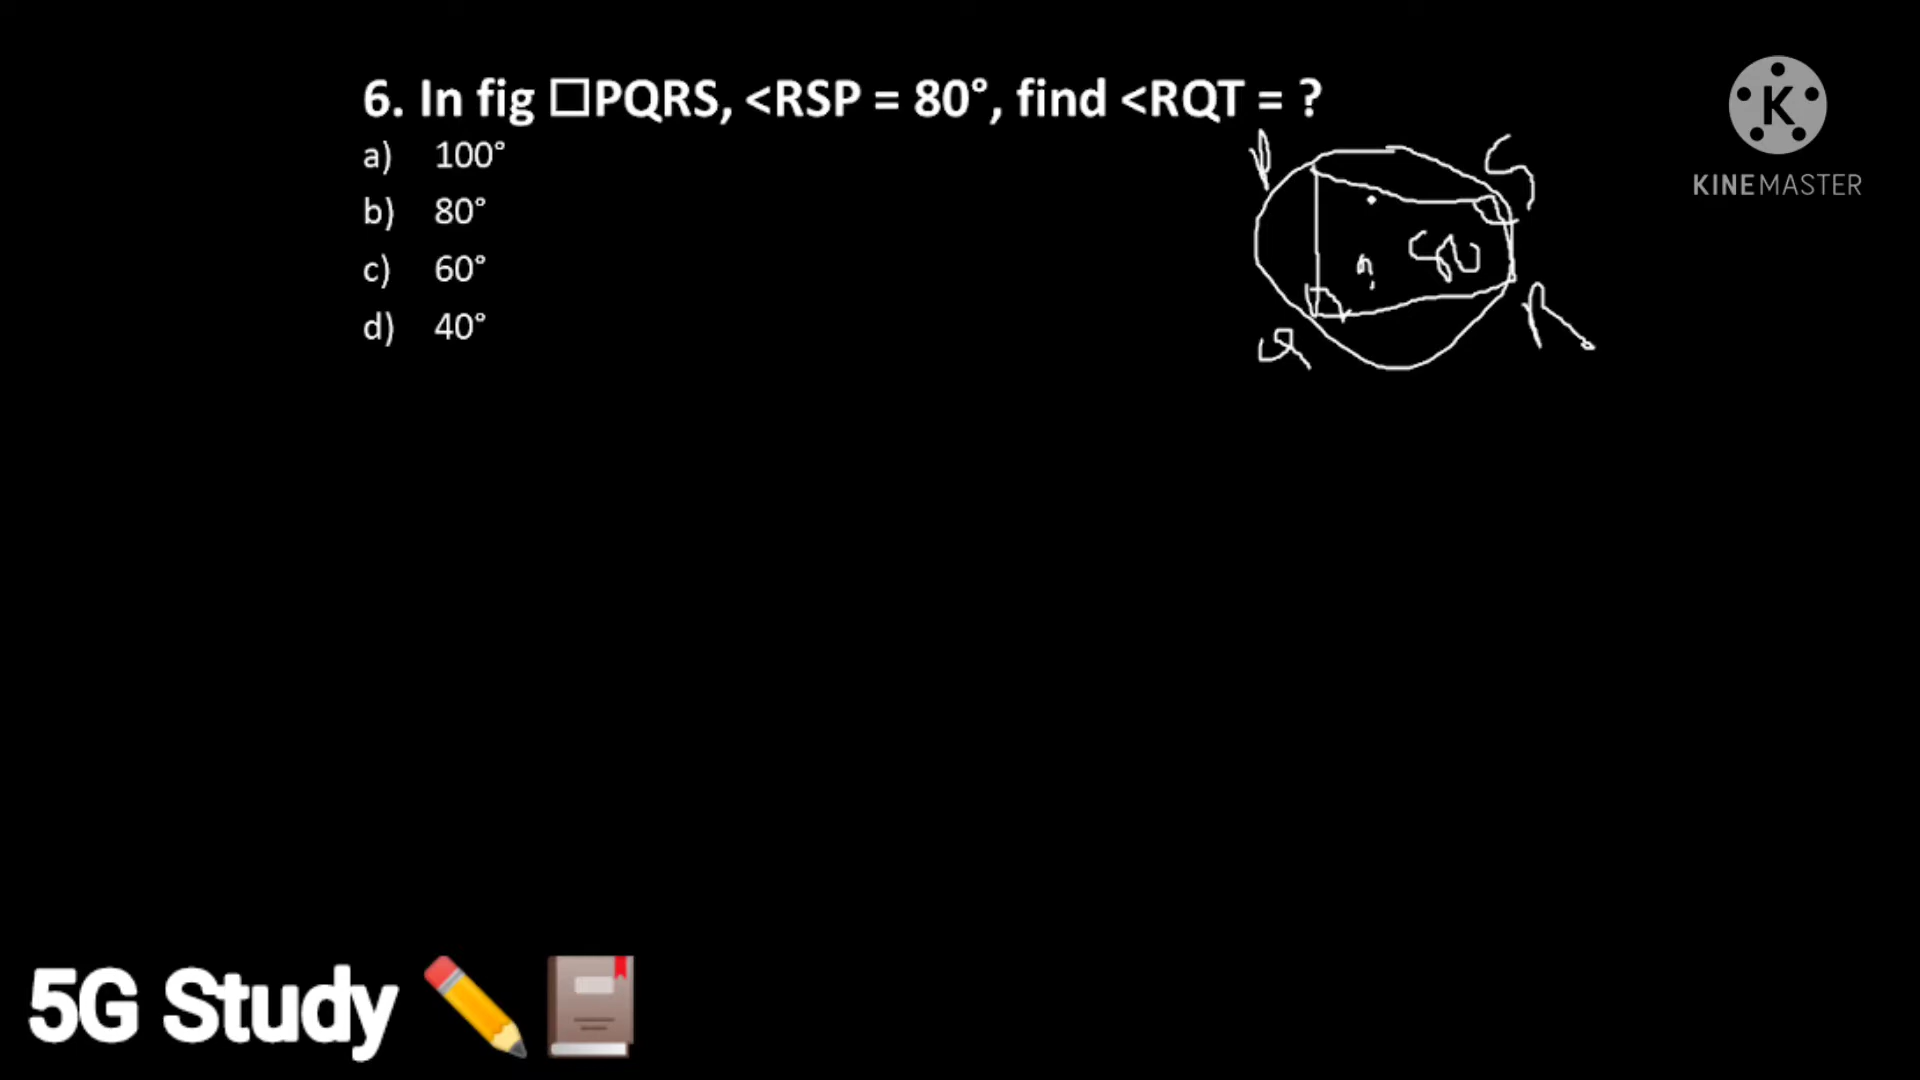 6. In fig □PQRS, <RSP = 80°, find <RQT = ?
a) 100°
b) 80°
c) 60°
d) 40°
S
R
Q
KINEMASTER
5G Study